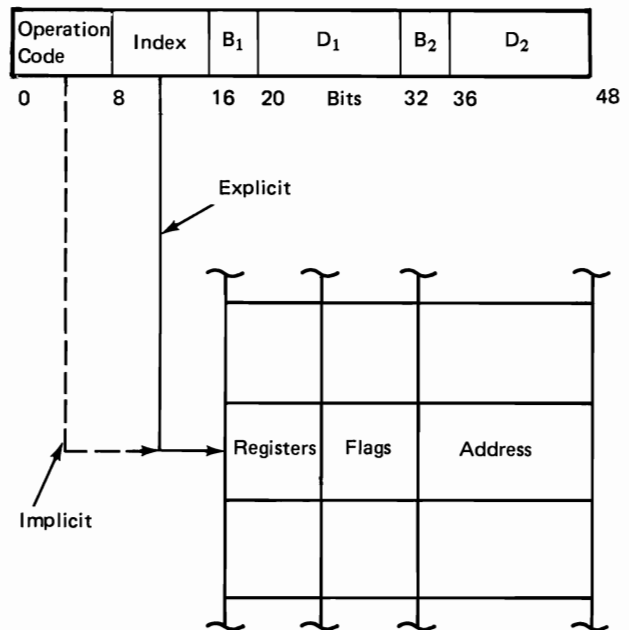 Operation
Code
Index
B₁
D₁
B₂
D₂
0
8
16
20
Bits
32
36
48
Explicit
Registers
Flags
Address
Implicit